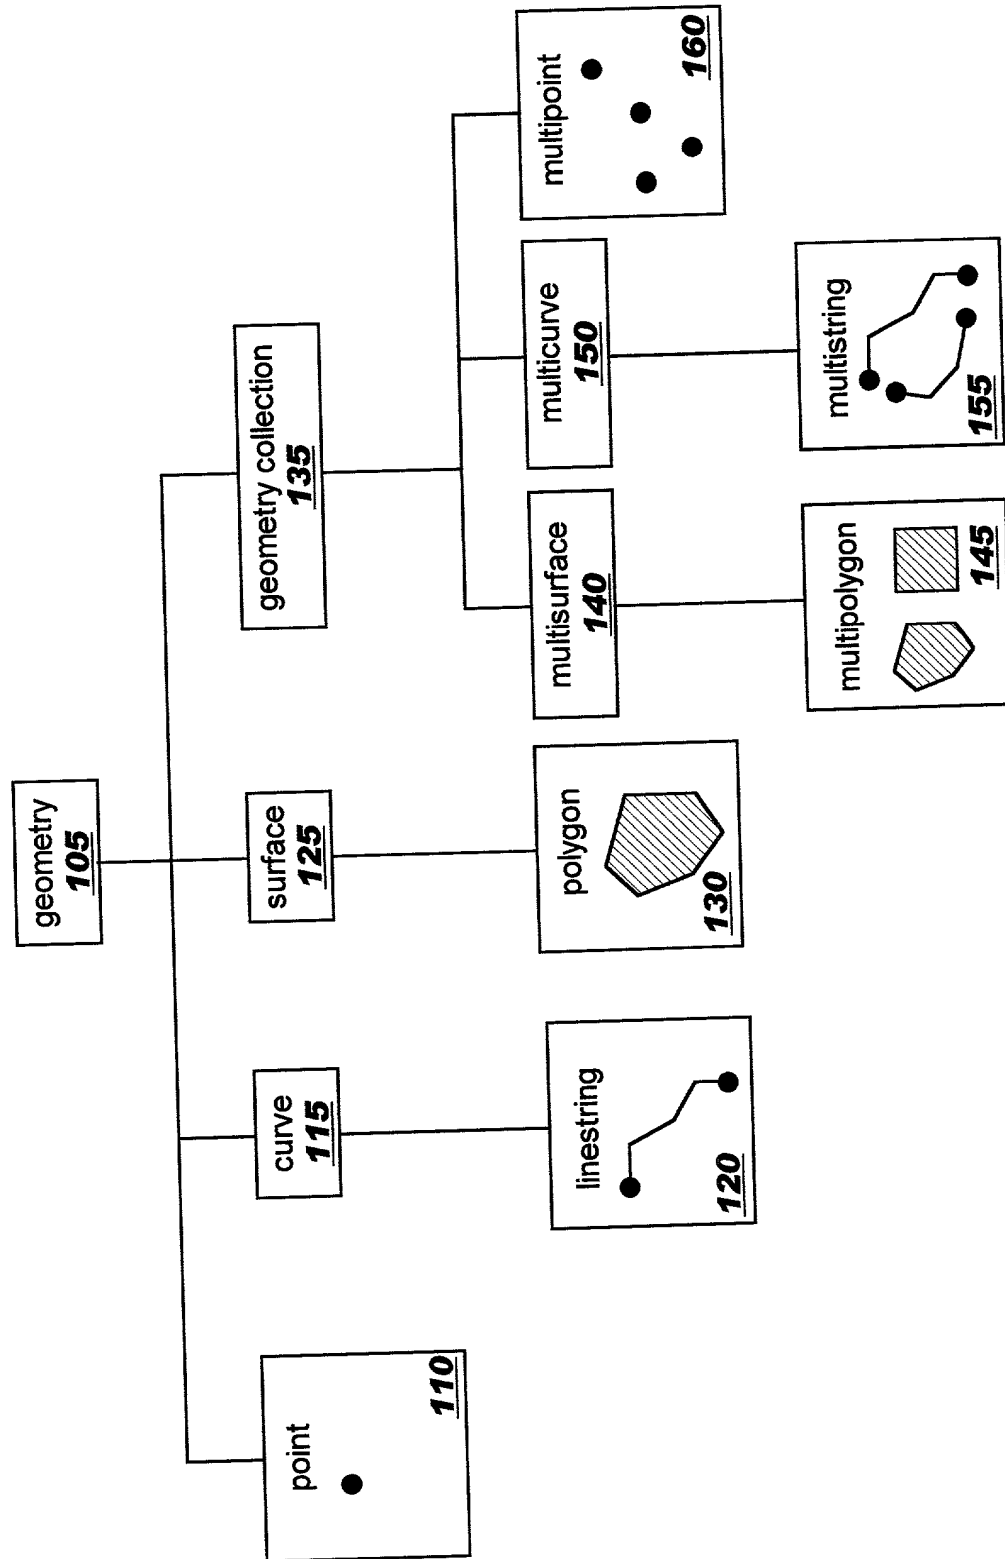 geometry
105
point
110
curve
115
linestring
120
surface
125
polygon
130
geometry collection
135
multisurface
140
multipolygon
145
multicurve
150
multistring
155
multipoint
160